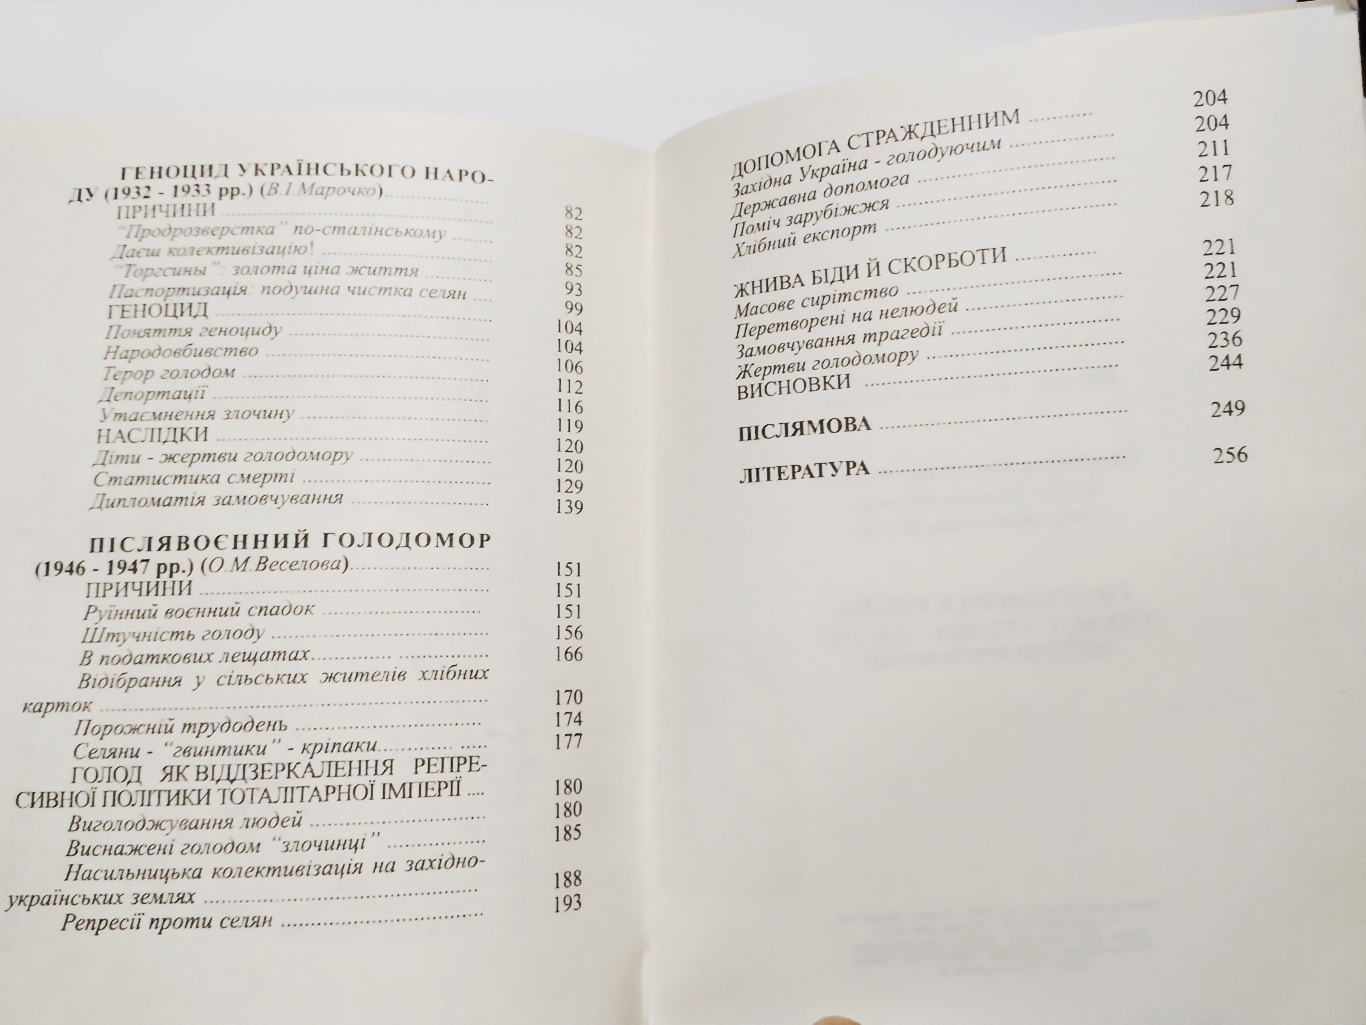 ГЕНОЦИД УКРАЇНСЬКОГО НАРО-
ДУ (1932 - 1933 рр.) (В.І.Марочко) 82
ПРИЧИНИ 82
"Продрозверстка" по-сталінському 82
Даєш колективізацію! 85
"Торгсины": золота ціна життя 93
Паспортизація: подушна чистка селян 99
ГЕНОЦИД 104
Поняття геноциду 104
Народовбивство 106
Терор голодом 112
Депортації 116
Утаємнення злочину 119
НАСЛІДКИ 120
Діти - жертви голодомору 120
Статистика смерті 129
Дипломатія замовчування 139
ПІСЛЯВОЄННИЙ ГОЛОДОМОР
(1946 - 1947 рр.) (О.М.Веселова) 151
ПРИЧИНИ 151
Руїнний воєнний спадок 151
Штучність голоду 156
В податкових лещатах 166
Відібрання у сільських жителів хлібних
карток 170
Порожній трудодень 174
Селяни - "гвинтики" - кріпаки 177
ГОЛОД ЯК ВІДДЗЕРКАЛЕННЯ РЕПРЕ-
СИВНОЇ ПОЛІТИКИ ТОТАЛІТАРНОЇ ІМПЕРІЇ 180
Виголоджування людей 180
Виснажені голодом "злочинці" 185
Насильницька колективізація на західно-
українських землях 188
Репресії проти селян 193
ДОПОМОГА СТРАЖДЕННИМ 204
Західна Україна - голодуючим 204
Державна допомога 211
Поміч зарубіжжя 217
Хлібний експорт 218
ЖНИВА БІДИ Й СКОРБОТИ 221
Масове сирітство 221
Перетворені на нелюдей 227
Замовчування трагедії 229
Жертви голодомору 236
ВИСНОВКИ 244
ПІСЛЯМОВА 249
ЛІТЕРАТУРА 256